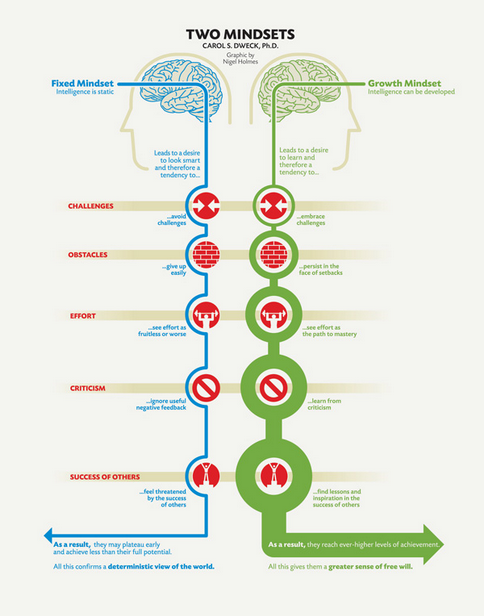 TWO MINDSETS
CAROL S. DWECK, Ph.D.
Graphic by
Nigel Holmes
Fixed Mindset
Intelligence is static
Growth Mindset
Intelligence can be developed
Leads to a desire
to look smart
and therefore a
tendency to...
Leads to a desire
to learn and
therefore a
tendency to...
CHALLENGES
...avoid
challenges
...embrace
challenges
OBSTACLES
...give up
easily
...persist in the
face of setbacks
EFFORT
...see effort as
fruitless or worse
...see effort as
the path to mastery
CRITICISM
...ignore useful
negative feedback
...learn from
criticism
SUCCESS OF OTHERS
...feel threatened
by the success
of others
...find lessons and
inspiration in the
success of others
As a result, they may plateau early
and achieve less than their full potential.
All this confirms a deterministic view of the world.
As a result, they reach ever-higher levels of achievement.
All this gives them a greater sense of free will.